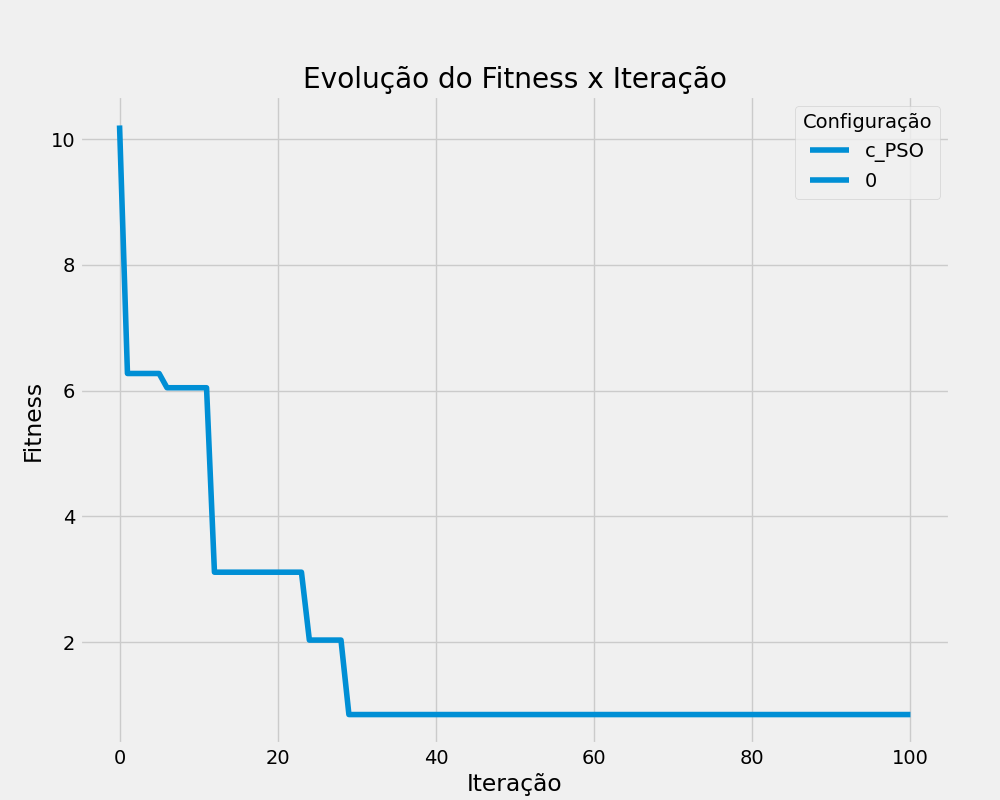 Evolução do Fitness x Iteração
Configuração
c_PSO
0
10
8
6
4
2
Fitness
0 20 40 60 80 100
Iteração